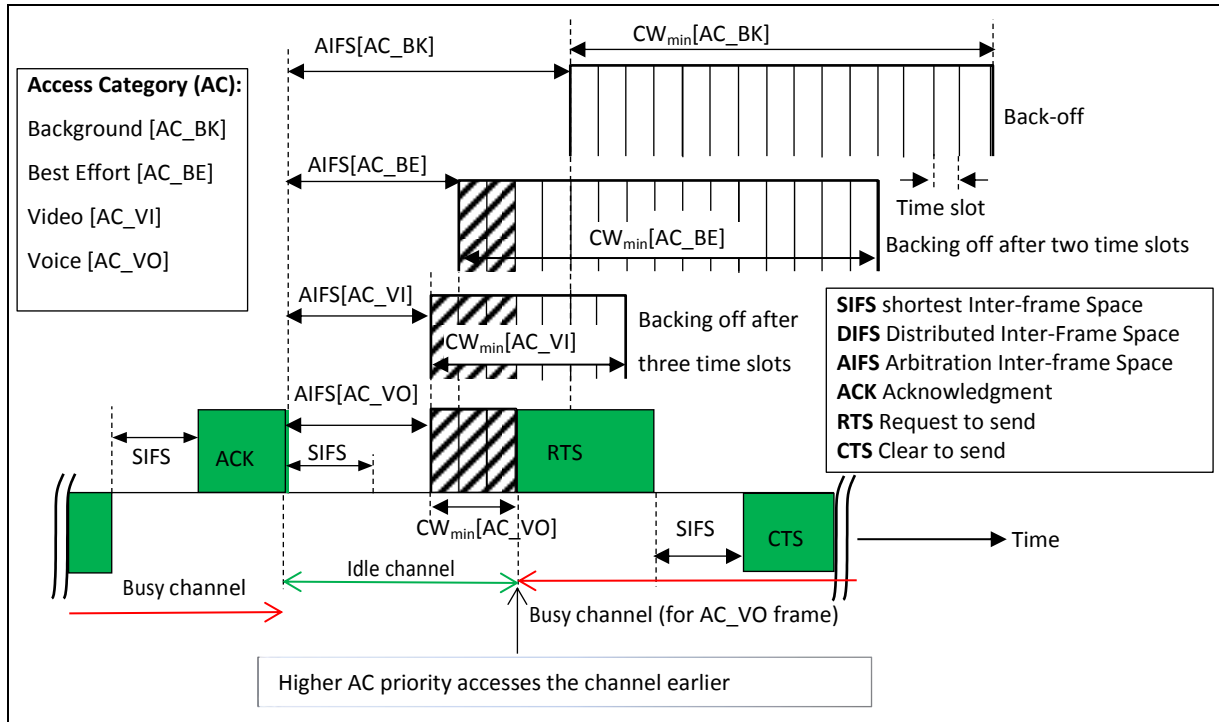 CWmin[AC_BK]
AIFS[AC_BK]
Access Category (AC):
Background [AC_BK]
Best Effort [AC_BE]
Video [AC_VI]
Voice [AC_VO]
Back-off
AIFS[AC_BE]
Time slot
CWmin[AC_BE]
Backing off after two time slots
AIFS[AC_VI]
Backing off after
three time slots
CWmin[AC_VI]
SIFS shortest Inter-frame Space
DIFS Distributed Inter-Frame Space
AIFS Arbitration Inter-frame Space
ACK Acknowledgment
RTS Request to send
CTS Clear to send
AIFS[AC_VO]
SIFS
ACK
SIFS
RTS
CWmin[AC_VO]
SIFS
CTS
Time
Idle channel
Busy channel
Busy channel (for AC_VO frame)
Higher AC priority accesses the channel earlier